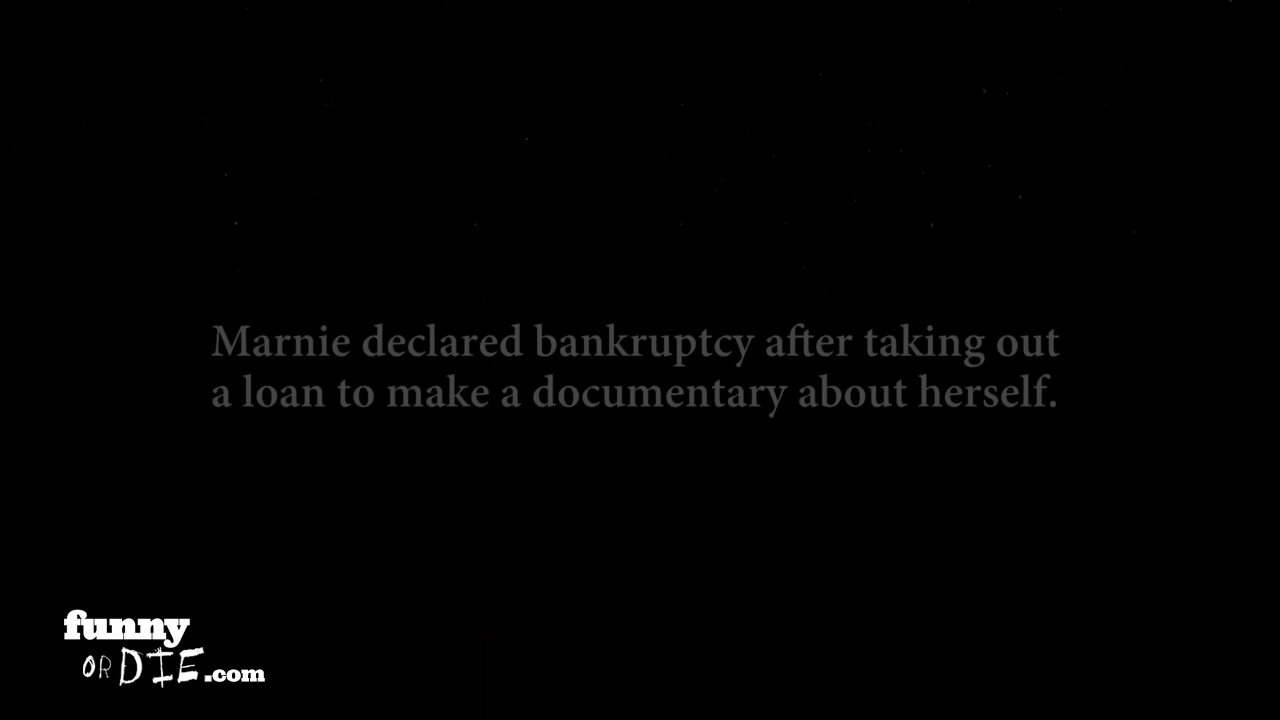 Marnie declared bankruptcy after taking out
a loan to make a documentary about herself.
funny
OR DIE.com